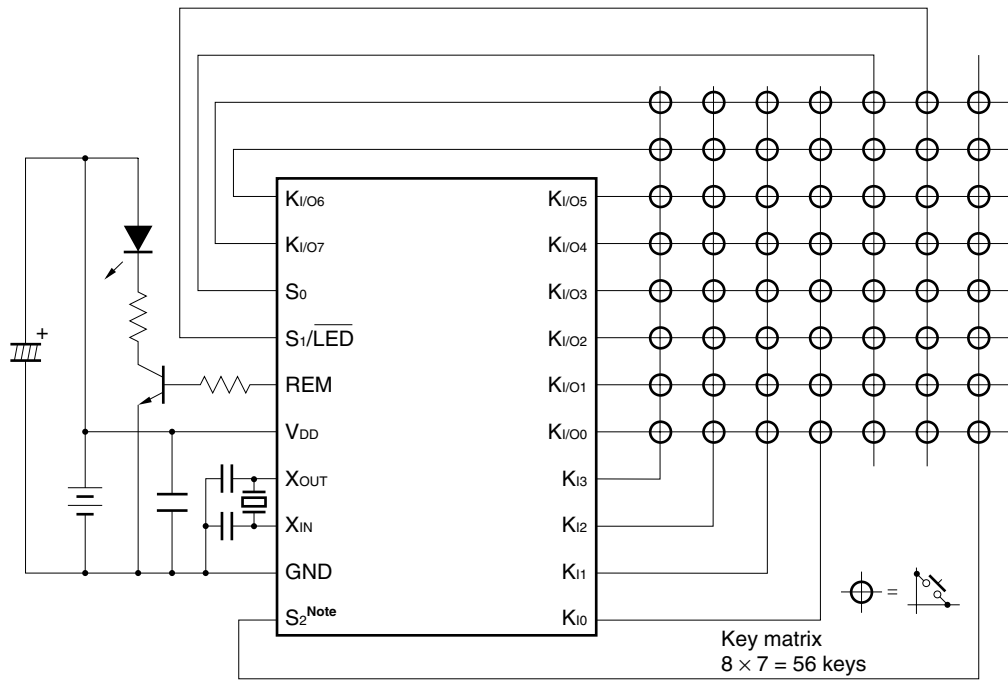 KI/O6
KI/O7
S0
S1/LED
REM
VDD
XOUT
XIN
GND
S2Note
KI/O5
KI/O4
KI/O3
KI/O2
KI/O1
KI/O0
KI3
KI2
KI1
KI0
+
=
Key matrix
8 × 7 = 56 keys